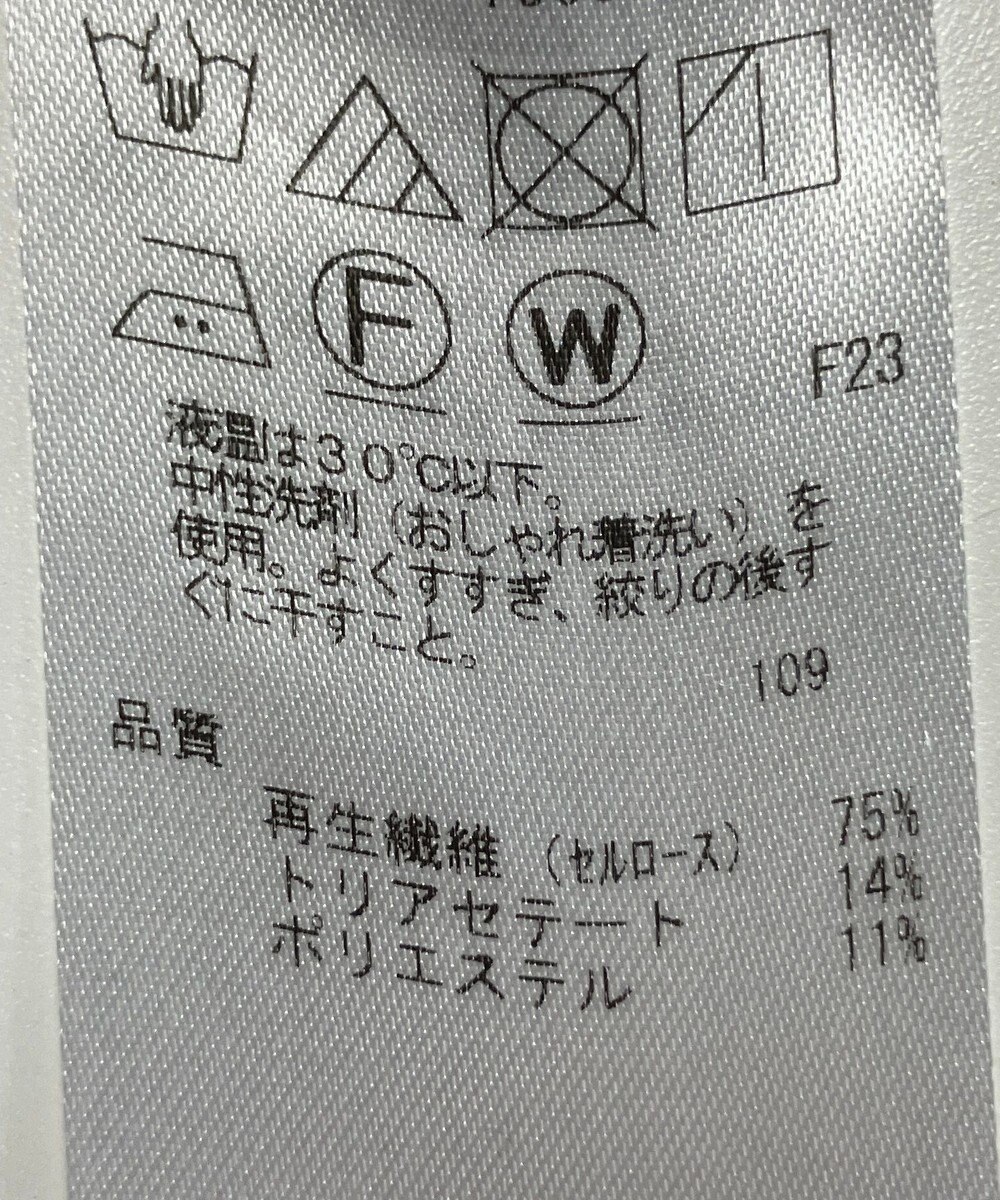 F
W
F23
液温は30℃以下。
中性洗剤（おしゃれ着洗い）を
使用。よくすすぎ、絞りの後す
ぐに干すこと。
109
品質
再生繊維（セルロース） 75%
トリアセテート 14%
ポリエステル 11%